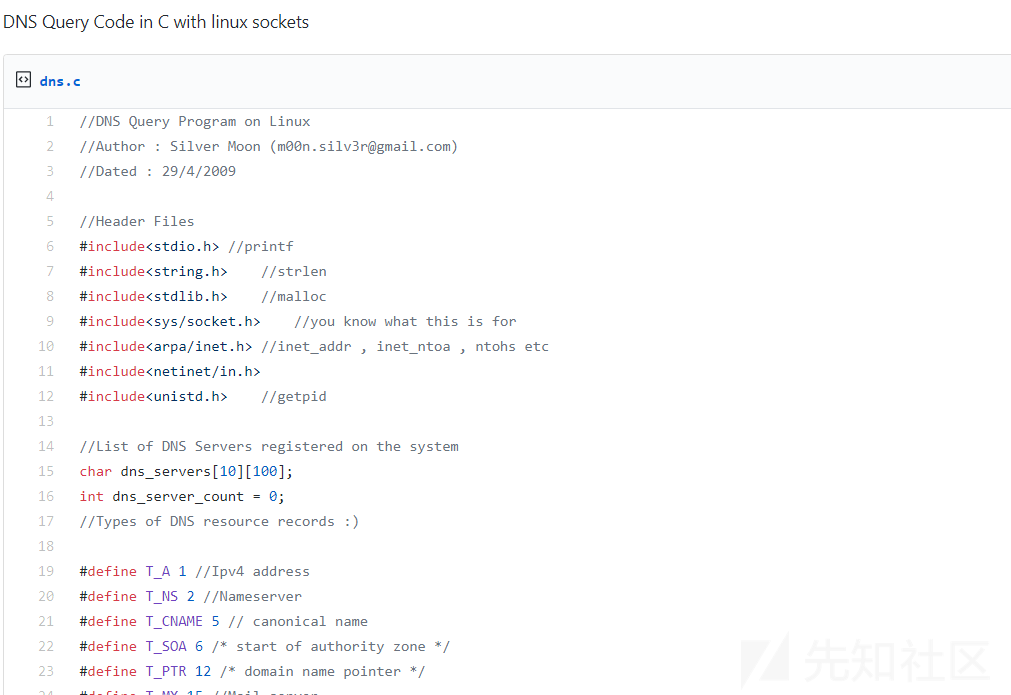 DNS Query Code in C with linux sockets
dns.c
1 //DNS Query Program on Linux
2 //Author : Silver Moon (m00n.silv3r@gmail.com)
3 //Dated : 29/4/2009
4
5 //Header Files
6 #include<stdio.h> //printf
7 #include<string.h>    //strlen
8 #include<stdlib.h>    //malloc
9 #include<sys/socket.h>    //you know what this is for
10 #include<arpa/inet.h> //inet_addr , inet_ntoa , ntohs etc
11 #include<netinet/in.h>
12 #include<unistd.h>    //getpid
13
14 //List of DNS Servers registered on the system
15 char dns_servers[10][100];
16 int dns_server_count = 0;
17 //Types of DNS resource records :)
18
19 #define T_A 1 //Ipv4 address
20 #define T_NS 2 //Nameserver
21 #define T_CNAME 5 // canonical name
22 #define T_SOA 6 /* start of authority zone */
23 #define T_PTR 12 /* domain name pointer */
24 #define T_MX 15 //Mail server
先知社区